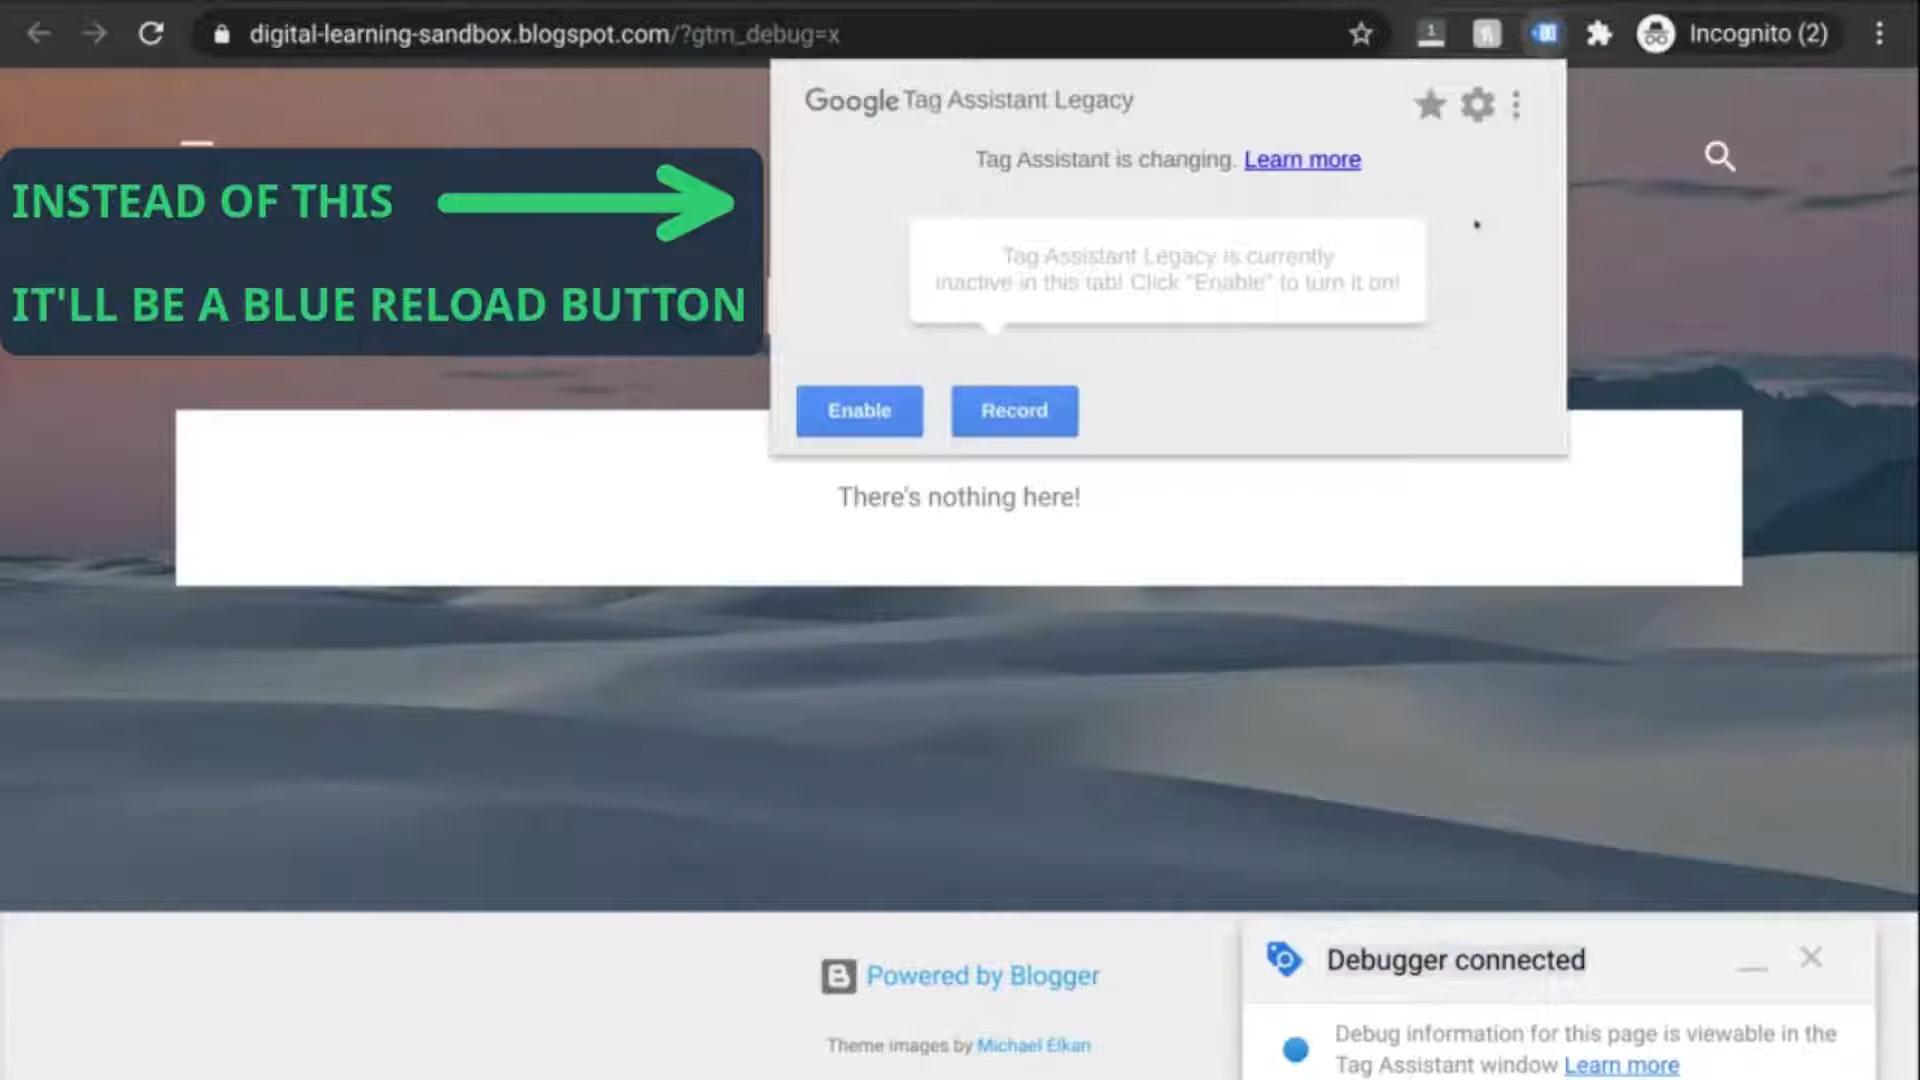 digital-learning-sandbox.blogspot.com/?gtm_debug=x
1
Incognito (2)
Google Tag Assistant Legacy
Tag Assistant is changing. Learn more
INSTEAD OF THIS
IT'LL BE A BLUE RELOAD BUTTON
Tag Assistant Legacy is currently
inactive in this tab! Click "Enable" to turn it on!
Enable
Record
There's nothing here!
Powered by Blogger
Theme images by Michael Elkan
Debugger connected
Debug information for this page is viewable in the
Tag Assistant window Learn more